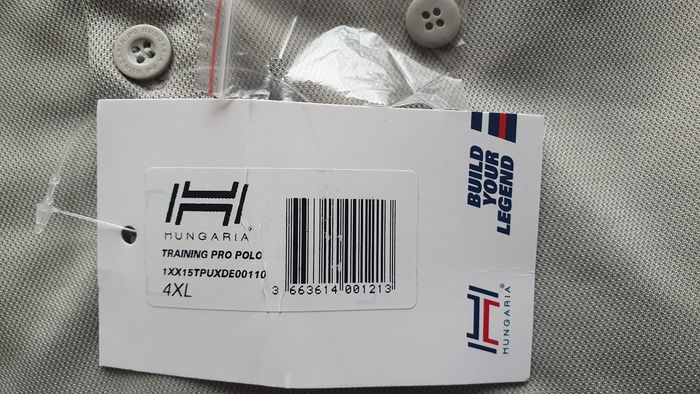 HUNGARIA
TRAINING PRO POLO
1XX15TPUXDE00110
4XL
3 663614 001213
BUILD
YOUR
LEGEND
HUNGARIA®